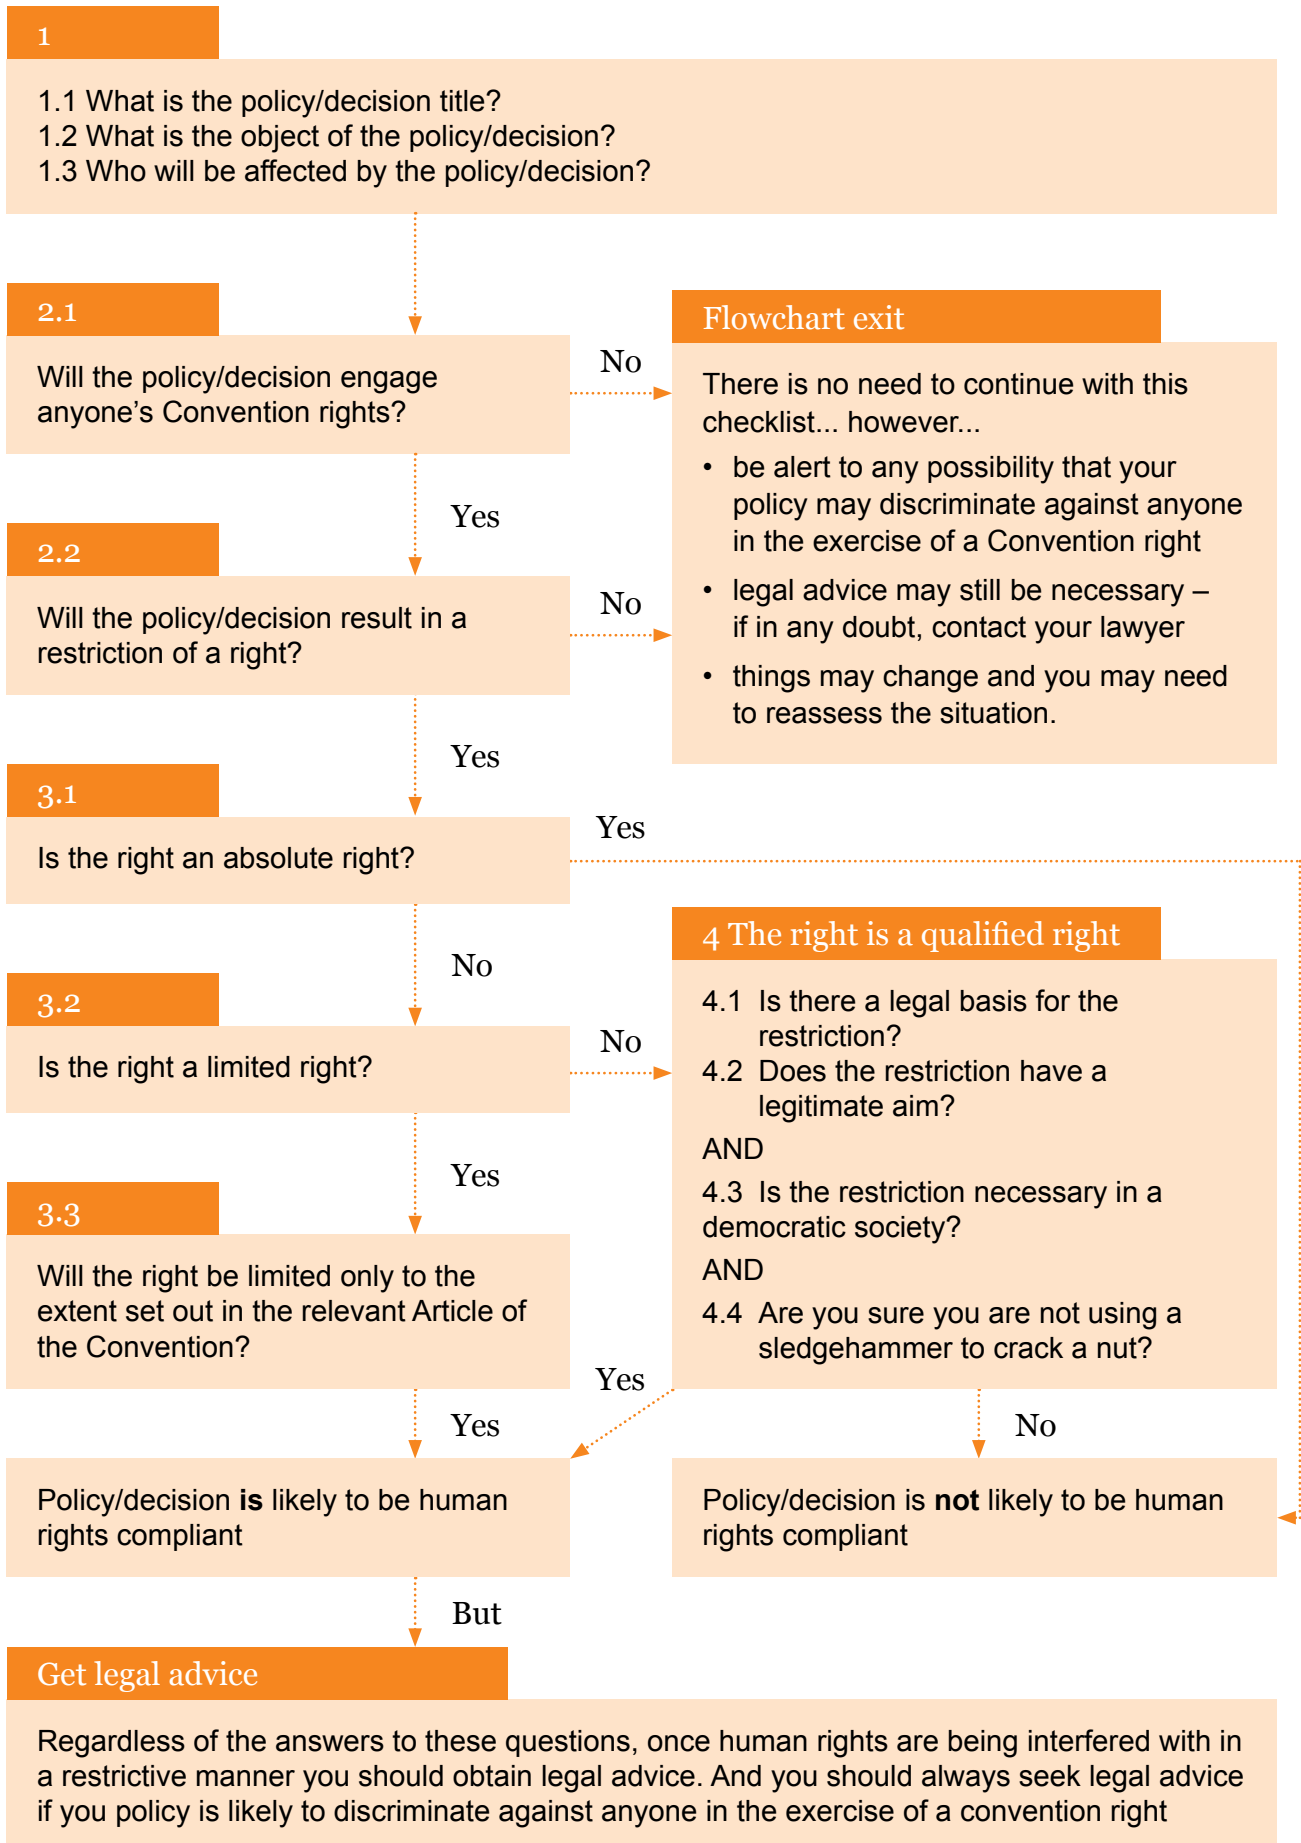 1
1.1 What is the policy/decision title?
1.2 What is the object of the policy/decision?
1.3 Who will be affected by the policy/decision?
2.1
Will the policy/decision engage
anyone’s Convention rights?
No
Flowchart exit
There is no need to continue with this
checklist... however...
• be alert to any possibility that your
policy may discriminate against anyone
in the exercise of a Convention right
• legal advice may still be necessary –
if in any doubt, contact your lawyer
• things may change and you may need
to reassess the situation.
Yes
2.2
Will the policy/decision result in a
restriction of a right?
No
Yes
3.1
Is the right an absolute right?
Yes
No
3.2
Is the right a limited right?
No
4 The right is a qualified right
4.1 Is there a legal basis for the
restriction?
4.2 Does the restriction have a
legitimate aim?
AND
4.3 Is the restriction necessary in a
democratic society?
AND
4.4 Are you sure you are not using a
sledgehammer to crack a nut?
Yes
3.3
Will the right be limited only to the
extent set out in the relevant Article of
the Convention?
Yes
Yes
No
Policy/decision is likely to be human
rights compliant
Policy/decision is not likely to be human
rights compliant
But
Get legal advice
Regardless of the answers to these questions, once human rights are being interfered with in
a restrictive manner you should obtain legal advice. And you should always seek legal advice
if you policy is likely to discriminate against anyone in the exercise of a convention right